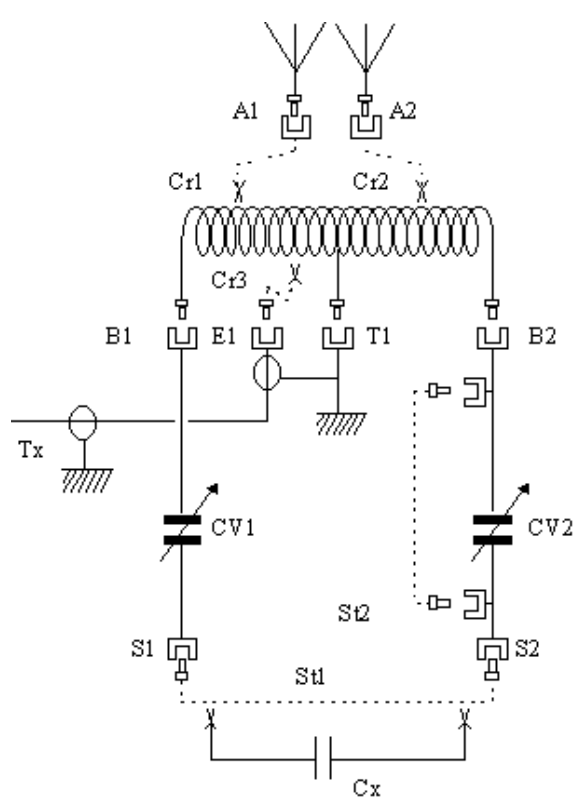 A1 A2
Cr1 Cr2
Cr3
B1 E1 T1 B2
Tx
CV1 CV2
St2
S1 S2
St1
Cx